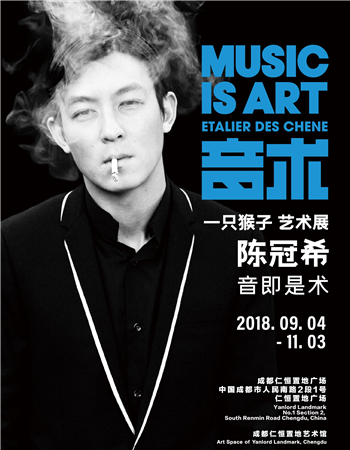 MUSIC
IS ART
ETALIER DES CHENE
音术
一只猴子 艺术展
陈冠希
音即是术
2018. 09. 04
- 11. 03
成都仁恒置地广场
中国成都市人民南路2段1号
仁恒置地广场
Yanlord Landmark
No.1 Section 2,
South Renmin Road Chengdu, China
成都仁恒置地艺术馆
Art Space of Yanlord Landmark, Chengdu